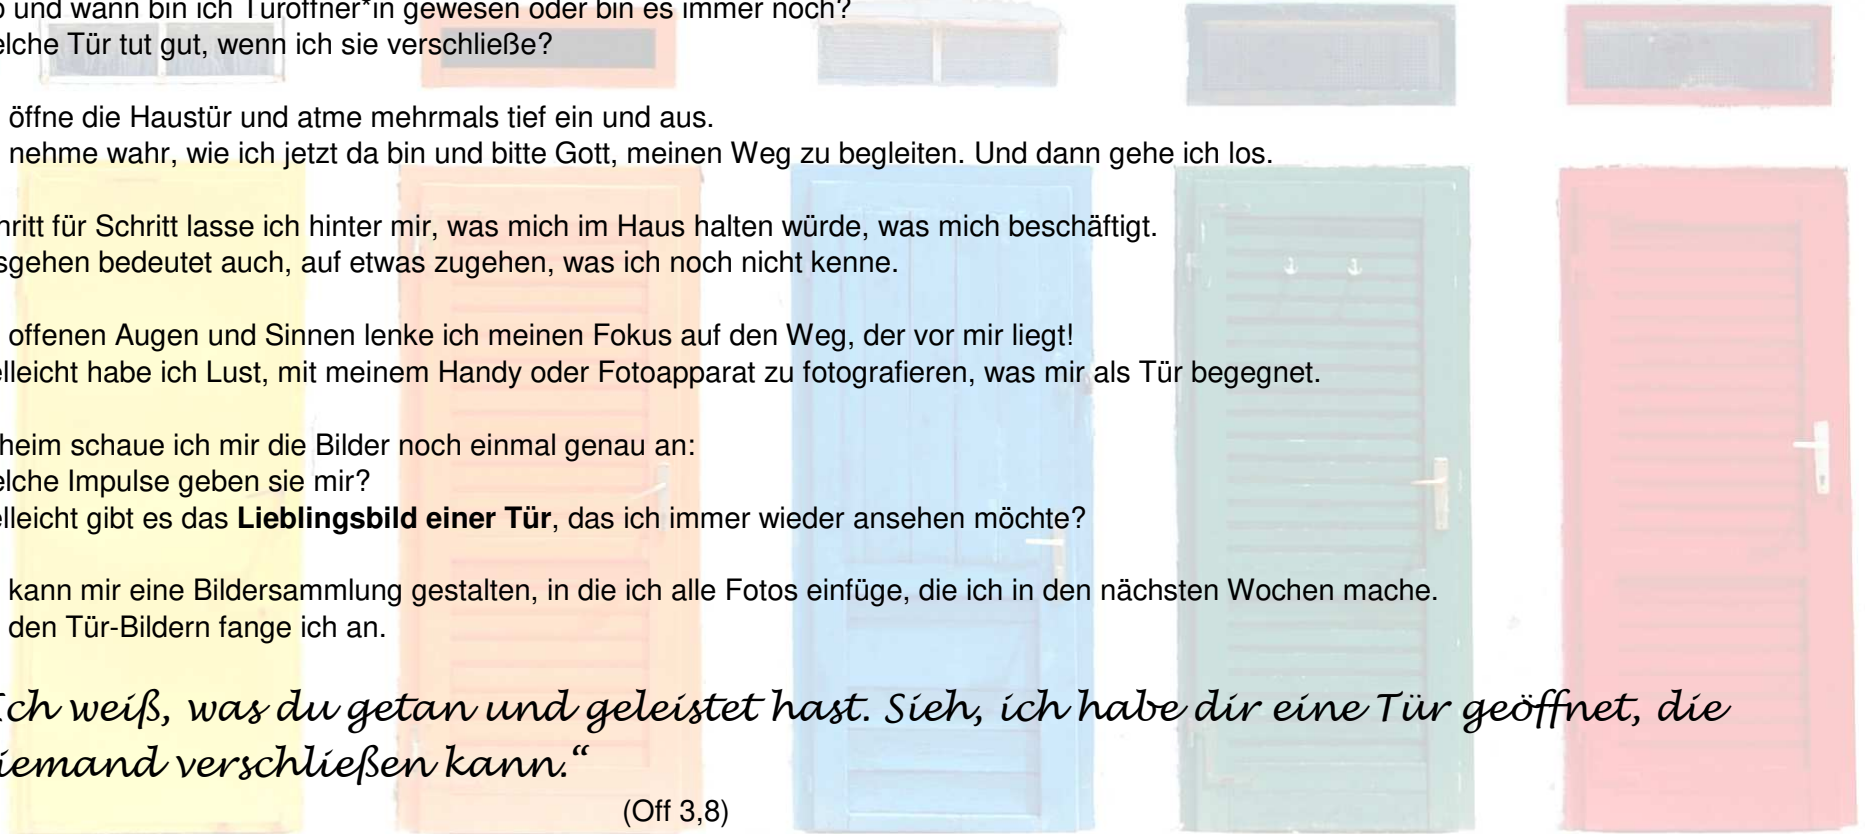 und wann bin ich Türöffner*in gewesen oder bin es immer noch?
elche Tür tut gut, wenn ich sie verschließe?
öffne die Haustür und atme mehrmals tief ein und aus.
nehme wahr, wie ich jetzt da bin und bitte Gott, meinen Weg zu begleiten. Und dann gehe ich los.
hritt für Schritt lasse ich hinter mir, was mich im Haus halten würde, was mich beschäftigt.
sgehen bedeutet auch, auf etwas zugehen, was ich noch nicht kenne.
offenen Augen und Sinnen lenke ich meinen Fokus auf den Weg, der vor mir liegt!
elleicht habe ich Lust, mit meinem Handy oder Fotoapparat zu fotografieren, was mir als Tür begegnet.
heim schaue ich mir die Bilder noch einmal genau an:
elche Impulse geben sie mir?
elleicht gibt es das Lieblingsbild einer Tür, das ich immer wieder ansehen möchte?
kann mir eine Bildersammlung gestalten, in die ich alle Fotos einfüge, die ich in den nächsten Wochen mache.
den Tür-Bildern fange ich an.
Ich weiß, was du getan und geleistet hast. Sieh, ich habe dir eine Tür geöffnet, die
iemand verschließen kann.“
(Off 3,8)